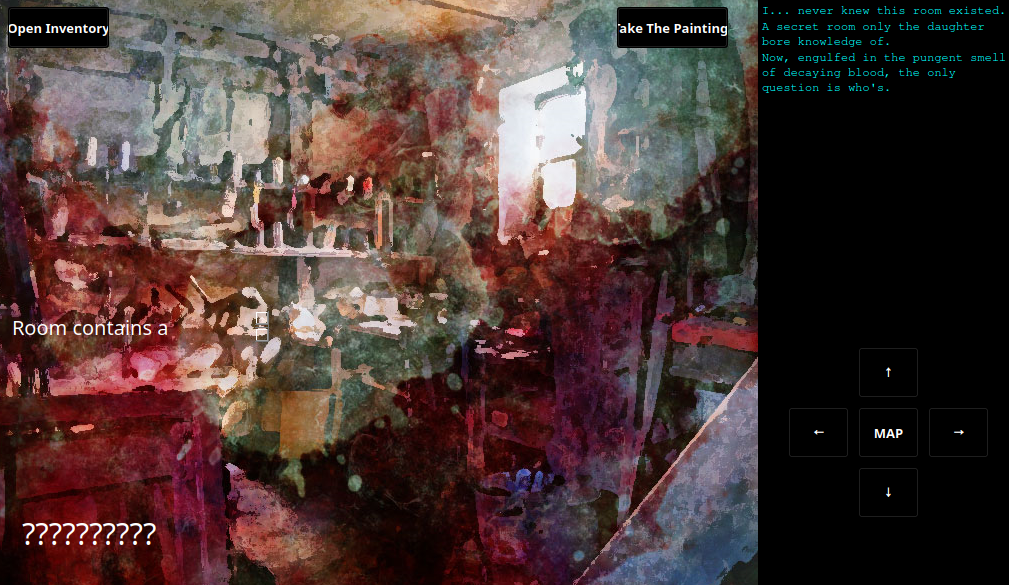 Open Inventory
Take The Painting
I... never knew this room existed.
A secret room only the daughter
bore knowledge of.
Now, engulfed in the pungent smell
of decaying blood, the only
question is who's.
Room contains a
??????????
↑
← MAP →
↓